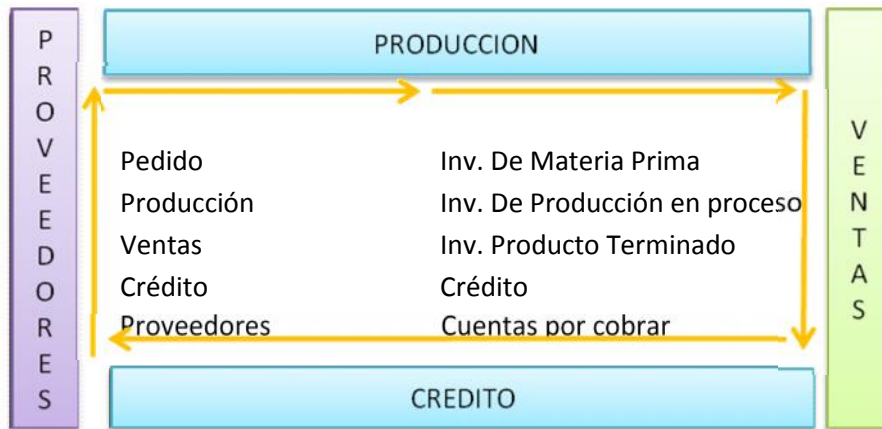 PROVEEDORES
PRODUCCION
Pedido Inv. De Materia Prima
Producción Inv. De Producción en proceso
Ventas Inv. Producto Terminado
Crédito Crédito
Proveedores Cuentas por cobrar
CREDITO
VENTAS